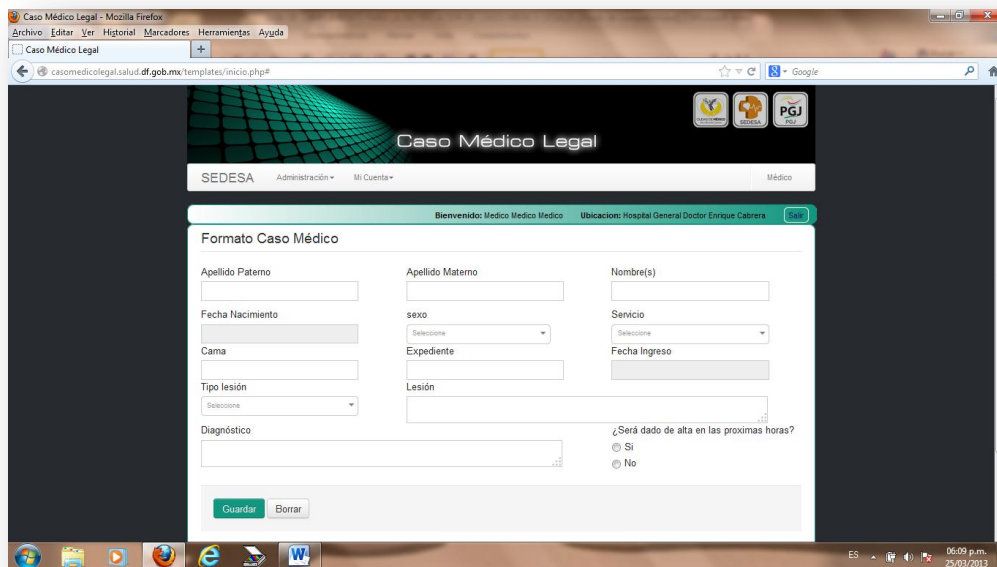 Caso Médico Legal - Mozilla Firefox
Archivo Editar Ver Historial Marcadores Herramientas Ayuda
Caso Médico Legal +
casomedicolegal.salud.df.gob.mx/templates/inicio.php# Google
SEDESA PGJ PGJ
Caso Médico Legal
SEDESA Administración Mi Cuenta Médico
Bienvenido: Medico Medico Medico Ubicacion: Hospital General Doctor Enrique Cabrera Salir
Formato Caso Médico
Apellido Paterno Apellido Materno Nombre(s)
Fecha Nacimiento sexo Servicio
Seleccione Seleccione
Cama Expediente Fecha Ingreso
Tipo lesión Lesión
Seleccione
Diagnóstico ¿Será dado de alta en las proximas horas?
Si
No
Guardar Borrar
ES 06:09 p.m.
25/03/2013